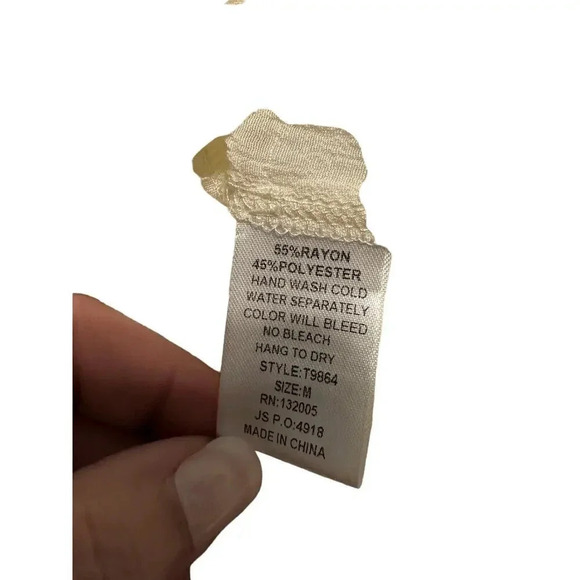 55%RAYON
45%POLYESTER
HAND WASH COLD
WATER SEPARATELY
COLOR WILL BLEED
NO BLEACH
HANG TO DRY
STYLE:T9864
SIZE:M
RN:132005
JS P.O:4918
MADE IN CHINA